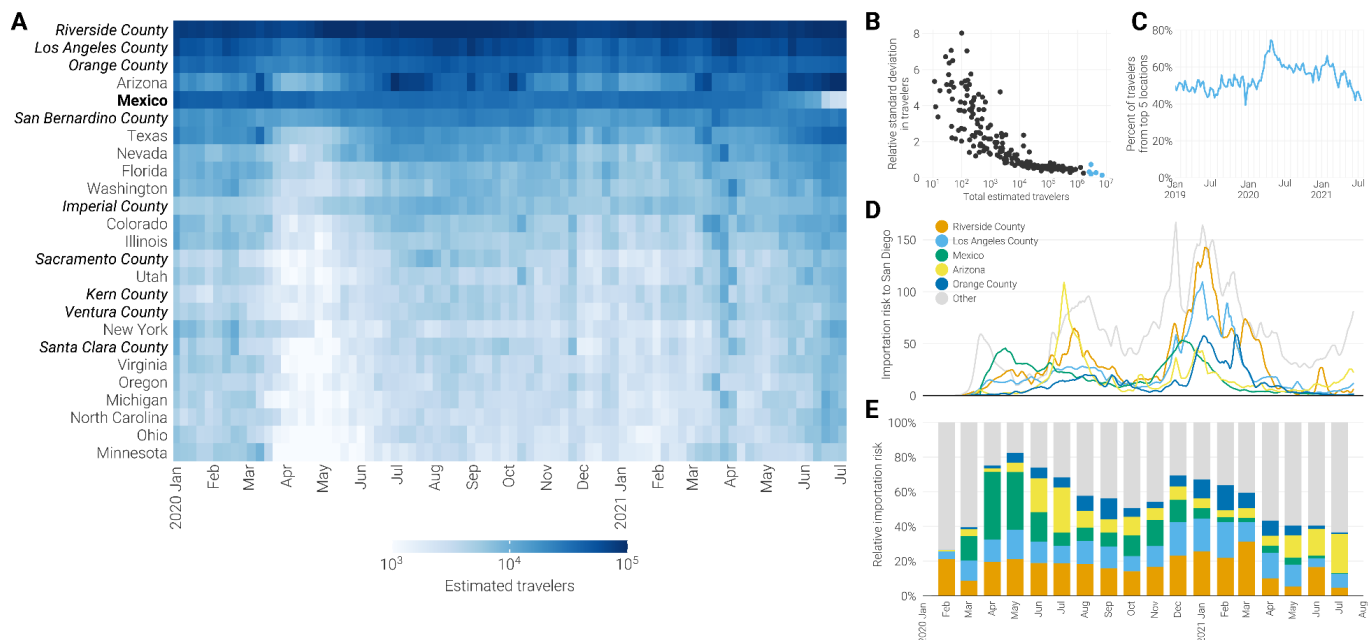 A
Riverside County
Los Angeles County
Orange County
Arizona
Mexico
San Bernardino County
Texas
Nevada
Florida
Washington
Imperial County
Colorado
Illinois
Sacramento County
Utah
Kern County
Ventura County
New York
Santa Clara County
Virginia
Oregon
Michigan
North Carolina
Ohio
Minnesota
2020 Jan Feb Mar Apr May Jun Jul Aug Sep Oct Nov Dec 2021 Jan Feb Mar Apr May Jun Jul
10³ 10⁴ 10⁵
Estimated travelers
B
Relative standard deviation
in travelers
8
6
4
2
0
10¹ 10² 10³ 10⁴ 10⁵ 10⁶ 10⁷
Total estimated travelers
C
Percent of travelers
from top 5 locations
80%
60%
40%
20%
0%
Jan Jul Jan Jul Jan Jul
2019 2020 2021
D
Importation risk to San Diego
150
100
50
0
Riverside County
Los Angeles County
Mexico
Arizona
Orange County
Other
E
Relative importation risk
100%
80%
60%
40%
20%
0%
2020 Jan Feb Mar Apr May Jun Jul Aug Sep Oct Nov Dec 2021 Jan Feb Mar Apr May Jun Jul Aug